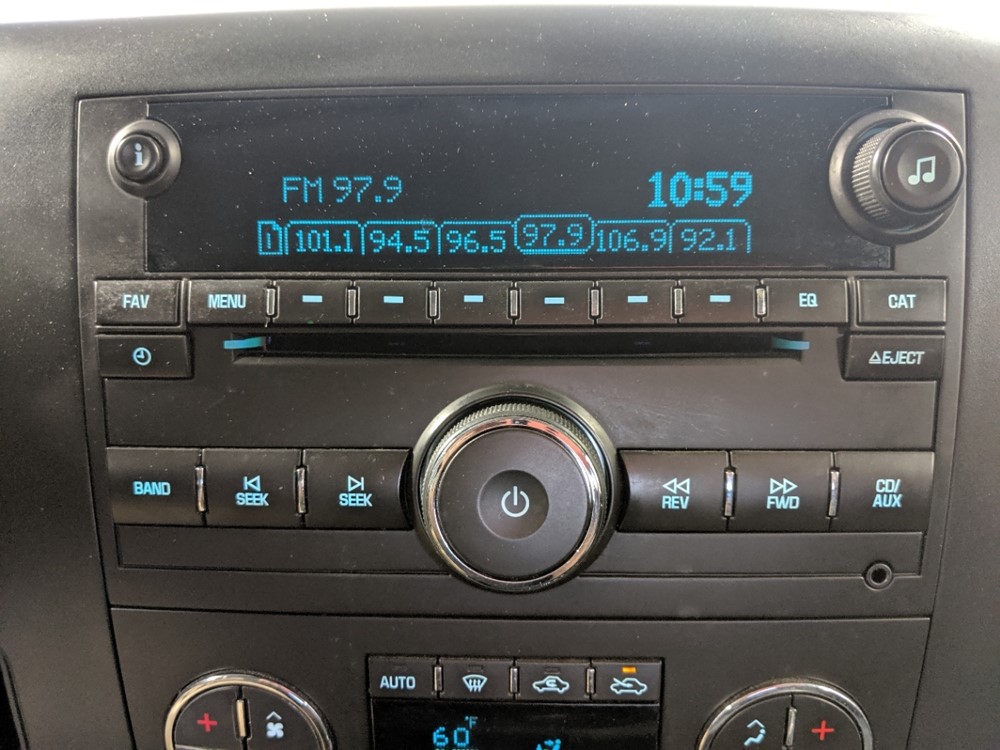 i
FM 97.9 10:59
1 101.1 94.5 96.5 97.9 106.9 92.1
FAV MENU EQ CAT
EJECT
BAND SEEK SEEK REV FWD CD/
AUX
AUTO
60°F